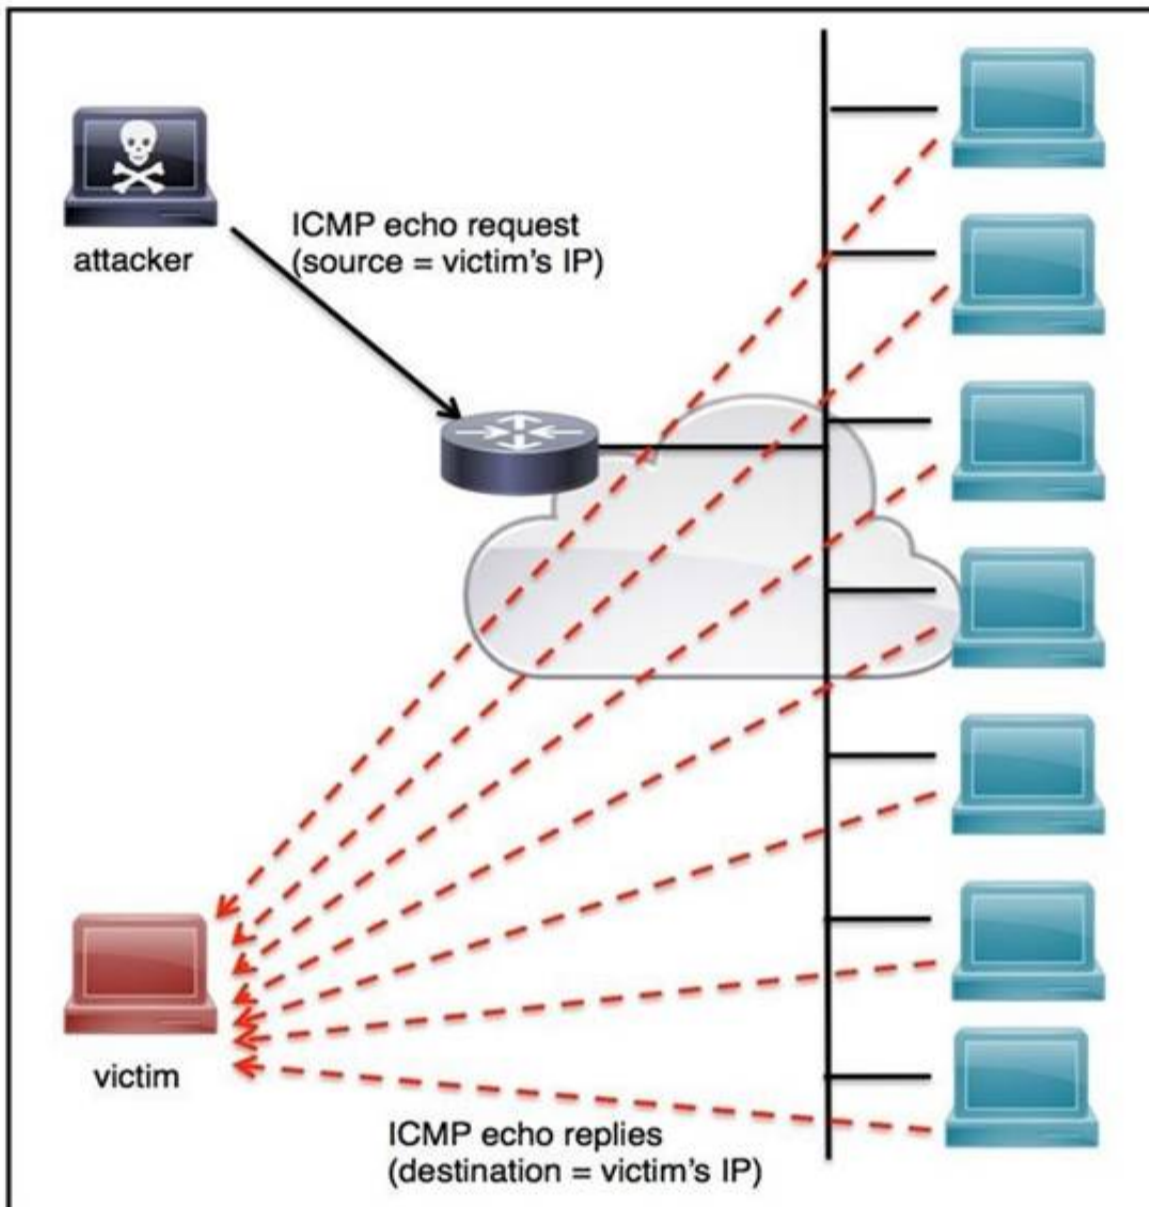 attacker
ICMP echo request
(source = victim's IP)
victim
ICMP echo replies
(destination = victim's IP)